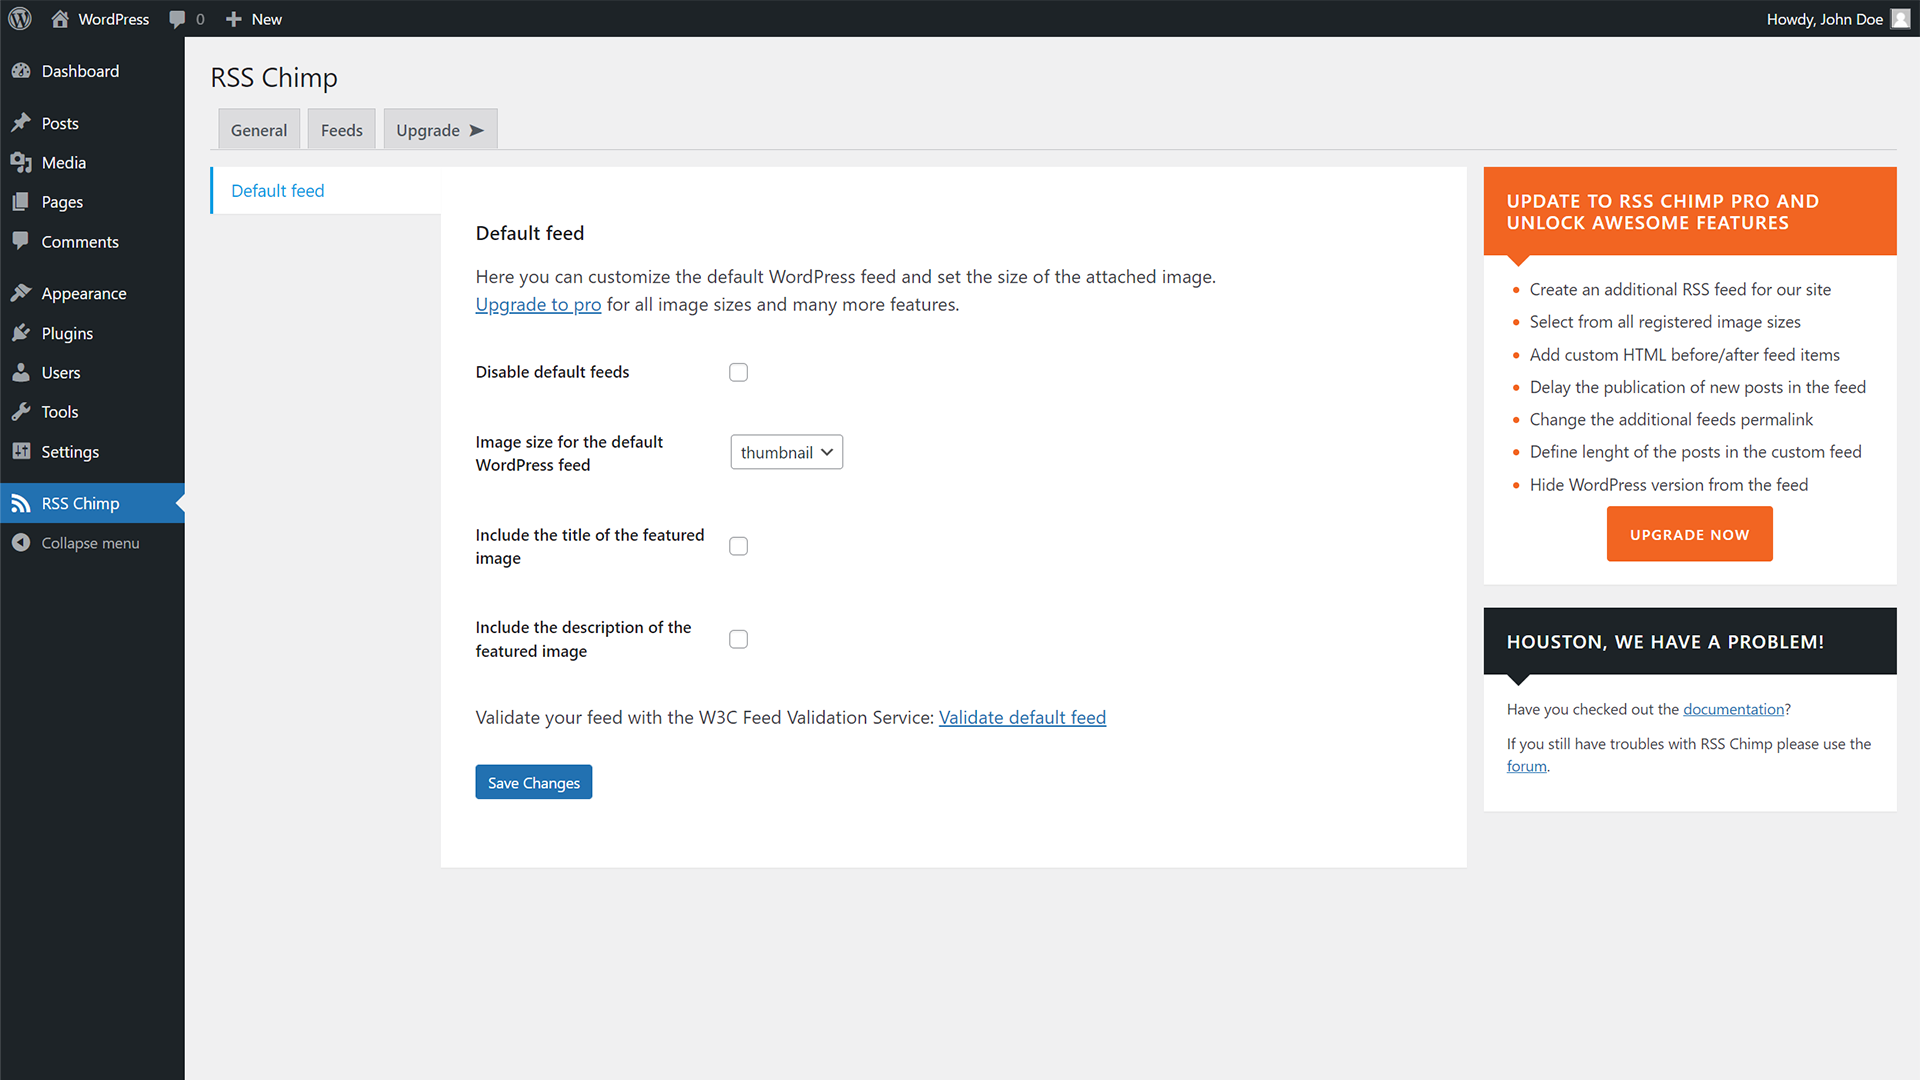 WordPress
0
New
Howdy, John Doe
Dashboard
Posts
Media
Pages
Comments
Appearance
Plugins
Users
Tools
Settings
RSS Chimp
Collapse menu
RSS Chimp
General
Feeds
Upgrade ➤
Default feed
Default feed
Here you can customize the default WordPress feed and set the size of the attached image.
Upgrade to pro for all image sizes and many more features.
Disable default feeds
Image size for the default
WordPress feed
thumbnail
Include the title of the featured
image
Include the description of the
featured image
Validate your feed with the W3C Feed Validation Service: Validate default feed
Save Changes
UPDATE TO RSS CHIMP PRO AND
UNLOCK AWESOME FEATURES
Create an additional RSS feed for our site
Select from all registered image sizes
Add custom HTML before/after feed items
Delay the publication of new posts in the feed
Change the additional feeds permalink
Define lenght of the posts in the custom feed
Hide WordPress version from the feed
UPGRADE NOW
HOUSTON, WE HAVE A PROBLEM!
Have you checked out the documentation?
If you still have troubles with RSS Chimp please use the
forum.